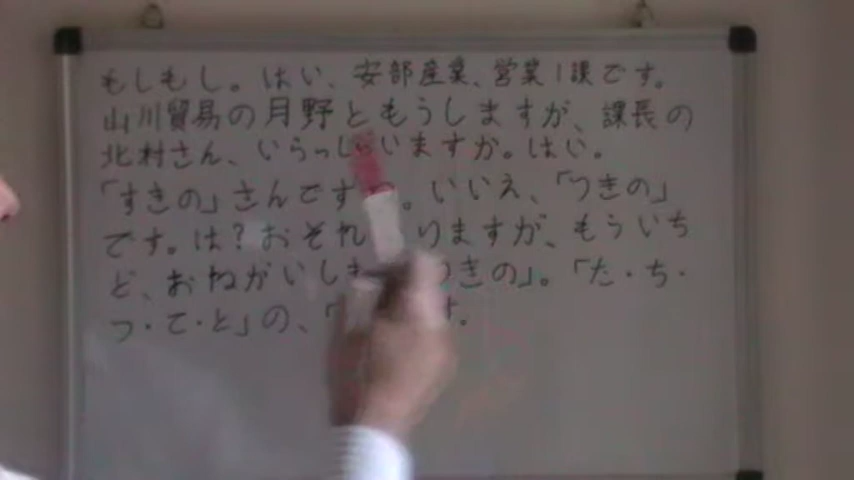 もしもし。はい、安部産業、営業1課です。
山川貿易の月野ともうしますが、課長の
北村さん、いらっしゃいますか。はい。
「すきの」さんです 。いいえ、「つきの」
です。は?おそれ りますが、もういち
ど、おねがいしま きの」。「た・ち・
つ・て・と」の、「 す。